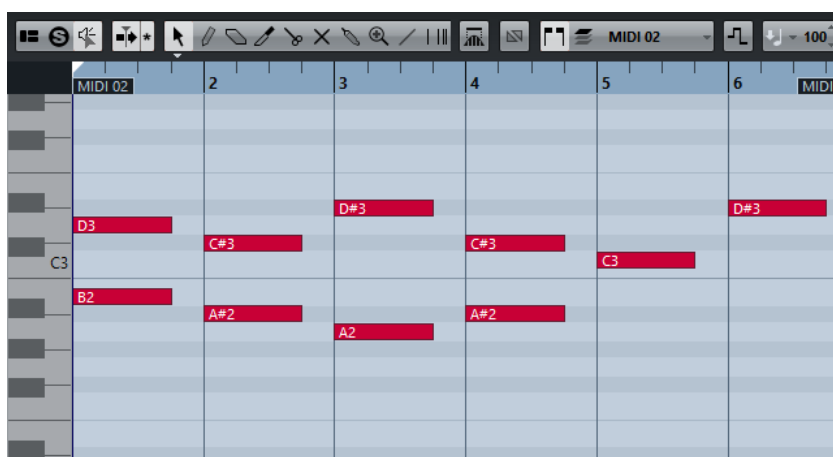 S * MIDI 02 100
MIDI 02 2 3 4 5 6 MIDI
D#3 D#3
D3
C#3 C#3
C3 C3
B2
A#2 A#2
A2